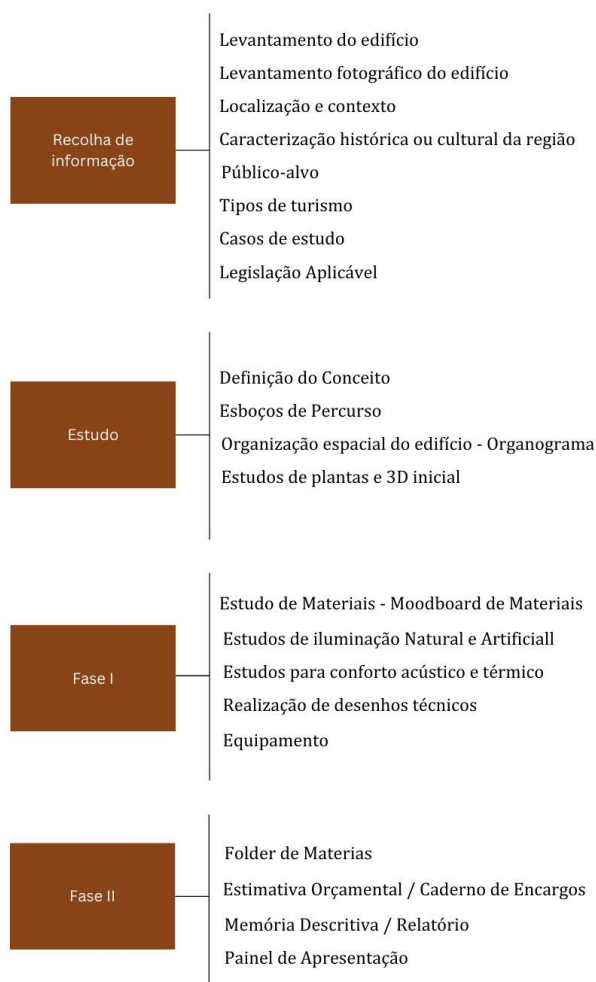 Recolha de
informação
Levantamento do edifício
Levantamento fotográfico do edifício
Localização e contexto
Caracterização histórica ou cultural da região
Público-alvo
Tipos de turismo
Casos de estudo
Legislação Aplicável
Estudo
Definição do Conceito
Esboços de Percurso
Organização espacial do edifício - Organograma
Estudos de plantas e 3D inicial
Fase I
Estudo de Materiais - Moodboard de Materiais
Estudos de iluminação Natural e Artificiall
Estudos para conforto acústico e térmico
Realização de desenhos técnicos
Equipamento
Fase II
Folder de Materias
Estimativa Orçamental / Caderno de Encargos
Memória Descritiva / Relatório
Painel de Apresentação